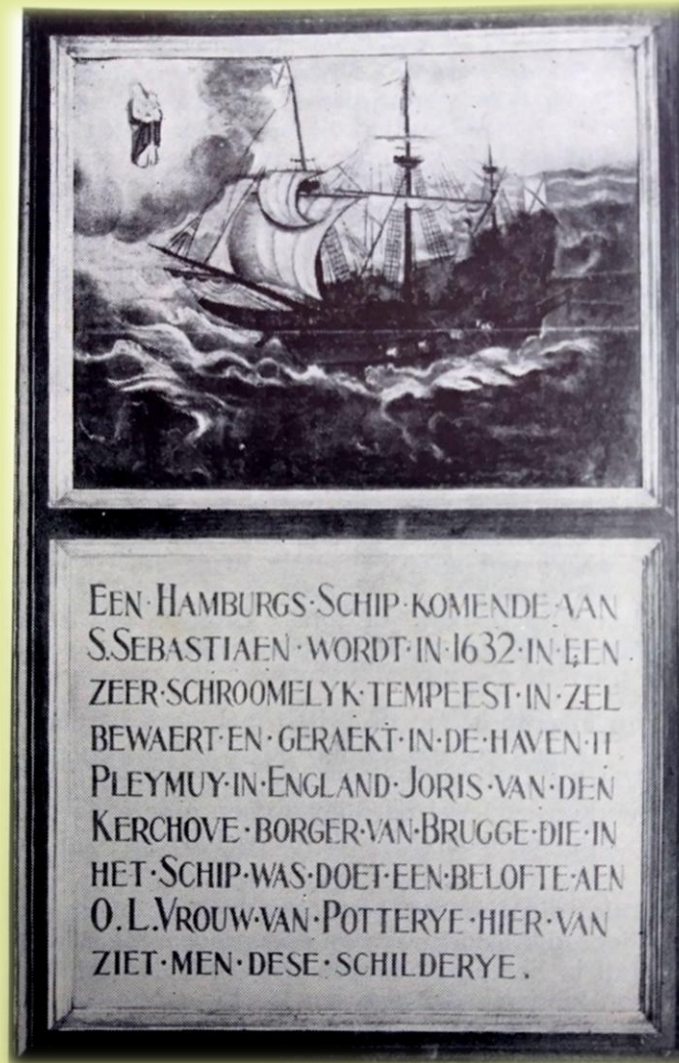 EEN·HAMBURGS·SCHIP·KOMENDE·VAN
S.SEBASTIAEN·WORDT·IN·1632·IN·EEN
ZEER·SCHROOMELYK·TEMPEEST·IN·ZEE
BEWAERT·EN·GERAEKT·IN·DE·HAVEN
PLEYMUY·IN·ENGLAND·JORIS·VAN·DEN
KERCHOVE·BORGER·VAN·BRUGGE·DIE·IN
HET·SCHIP·WAS·DOET·EEN·BELOFTE·AEN
O.L.VROUW·VAN·POTTERYE·HIER·VAN
ZIET·MEN·DESE·SCHILDERYE.